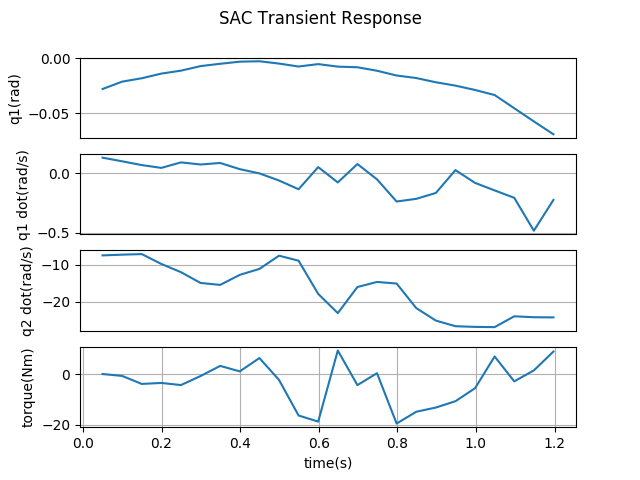 SAC Transient Response
q1(rad)
0.00
−0.05
q1 dot(rad/s)
0.0
−0.5
q2 dot(rad/s)
−10
−20
torque(Nm)
0
−20
0.0 0.2 0.4 0.6 0.8 1.0 1.2
time(s)